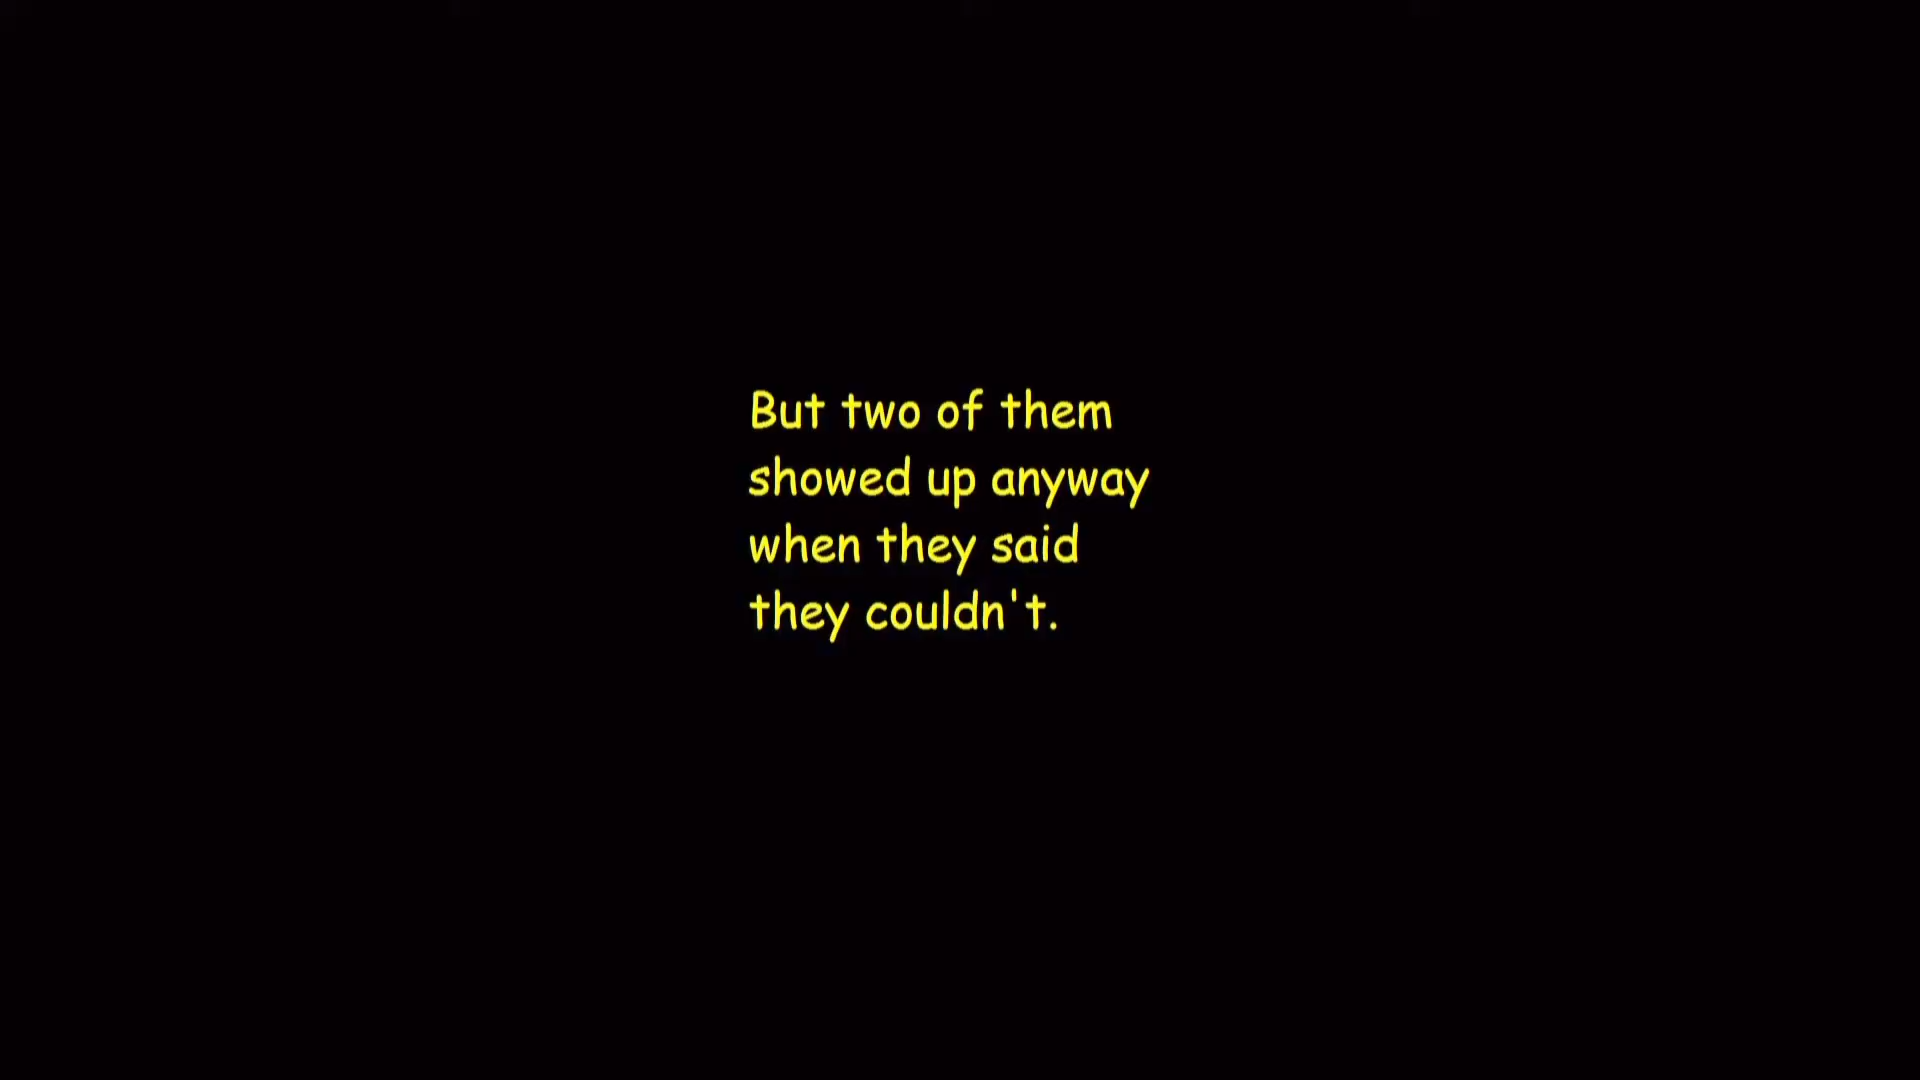 But two of them
showed up anyway
when they said
they couldn't.